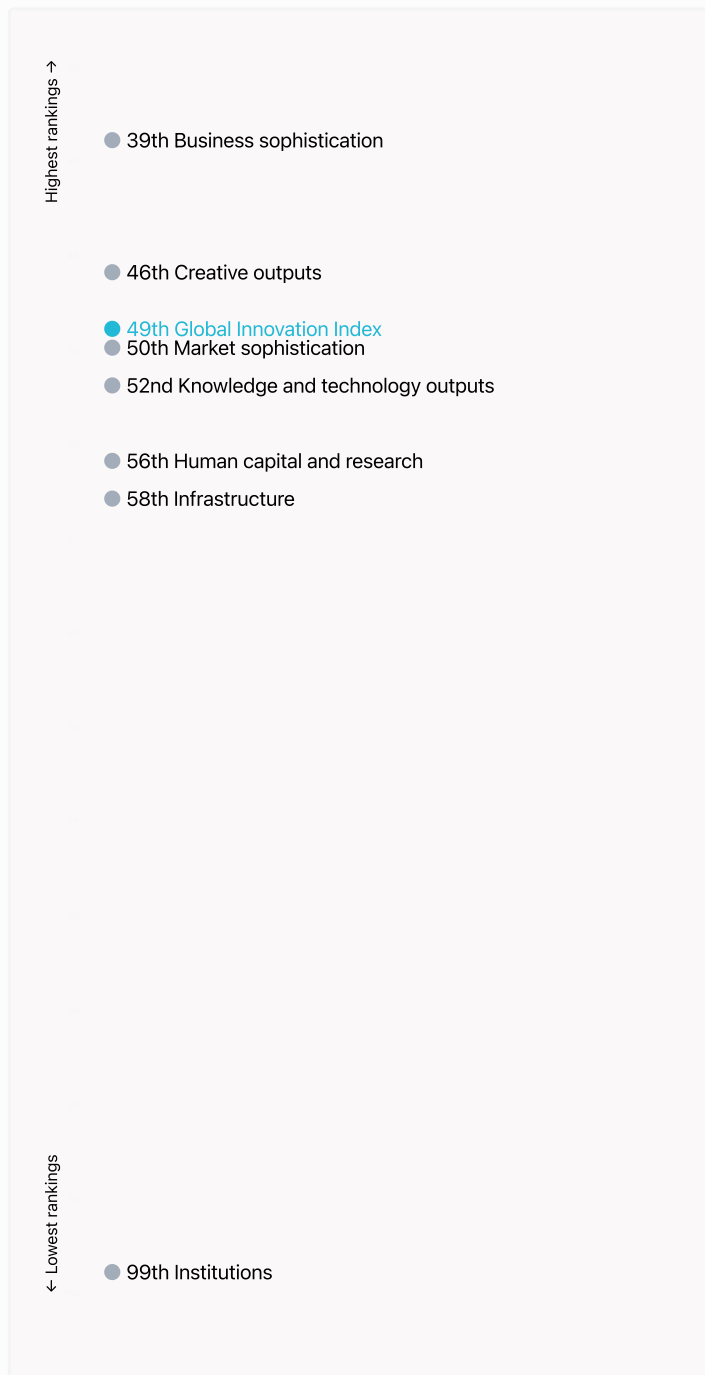 Highest rankings →
39th Business sophistication
46th Creative outputs
49th Global Innovation Index
50th Market sophistication
52nd Knowledge and technology outputs
56th Human capital and research
58th Infrastructure
← Lowest rankings
99th Institutions